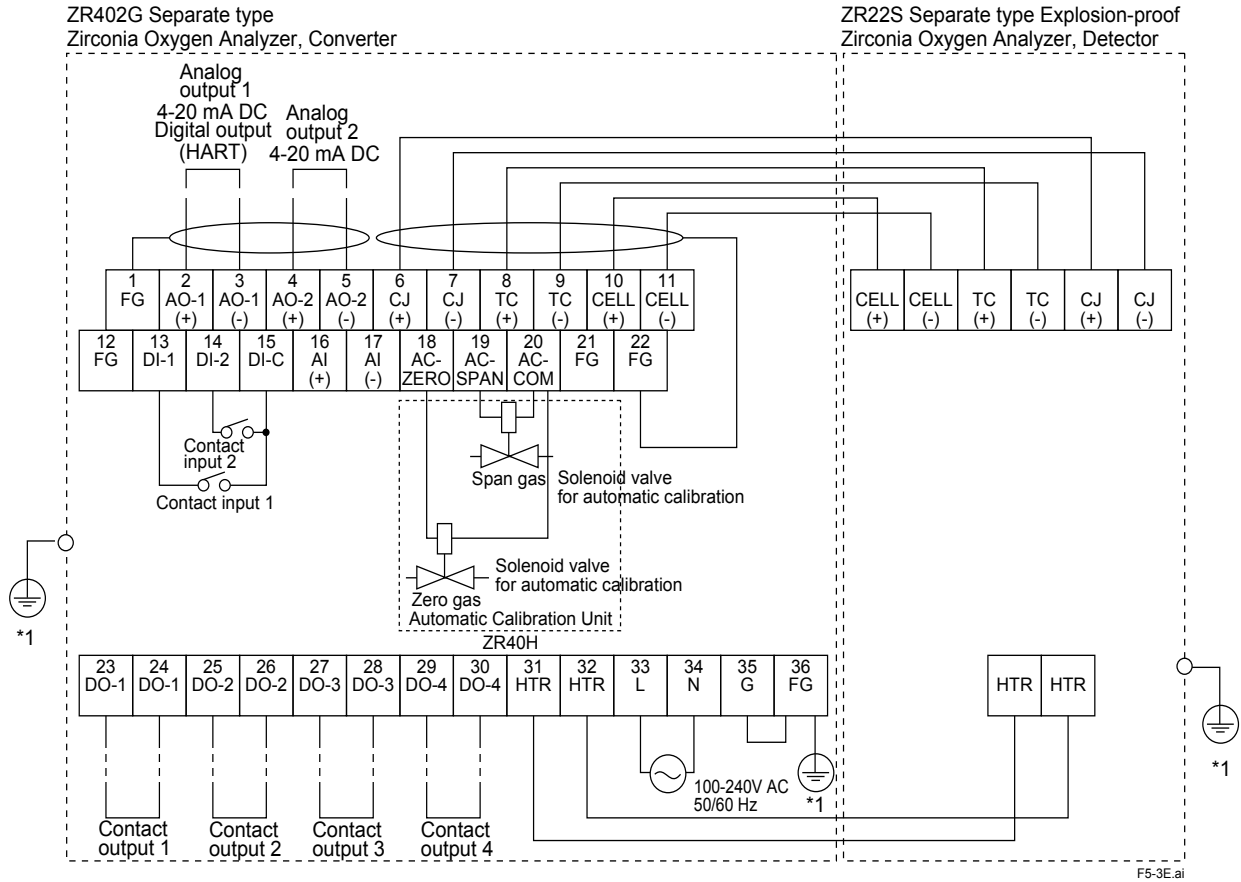 ZR402G Separate type
Zirconia Oxygen Analyzer, Converter
ZR22S Separate type Explosion-proof
Zirconia Oxygen Analyzer, Detector
Analog
output 1
4-20 mA DC
Digital output
(HART)
Analog
output 2
4-20 mA DC
1 2 3 4 5 6 7 8 9 10 11
FG AO-1 AO-1 AO-2 AO-2 CJ CJ TC TC CELL CELL
(+) (-) (+) (-) (+) (-) (+) (-) (+) (-)
CELL CELL TC TC CJ CJ
(+) (-) (+) (-) (+) (-)
12 13 14 15 16 17 18 19 20 21 22
FG DI-1 DI-2 DI-C AI AI AC- AC- AC- FG FG
(+) (-) ZERO SPAN COM
Contact
input 2
Contact input 1
Span gas
Solenoid valve
for automatic calibration
Solenoid valve
for automatic calibration
Zero gas
Automatic Calibration Unit
ZR40H
*1
23 24 25 26 27 28 29 30 31 32 33 34 35 36
DO-1 DO-1 DO-2 DO-2 DO-3 DO-3 DO-4 DO-4 HTR HTR L N G FG
HTR HTR
*1
100-240V AC
50/60 Hz
*1
Contact
output 1
Contact
output 2
Contact
output 3
Contact
output 4
F5-3E.ai